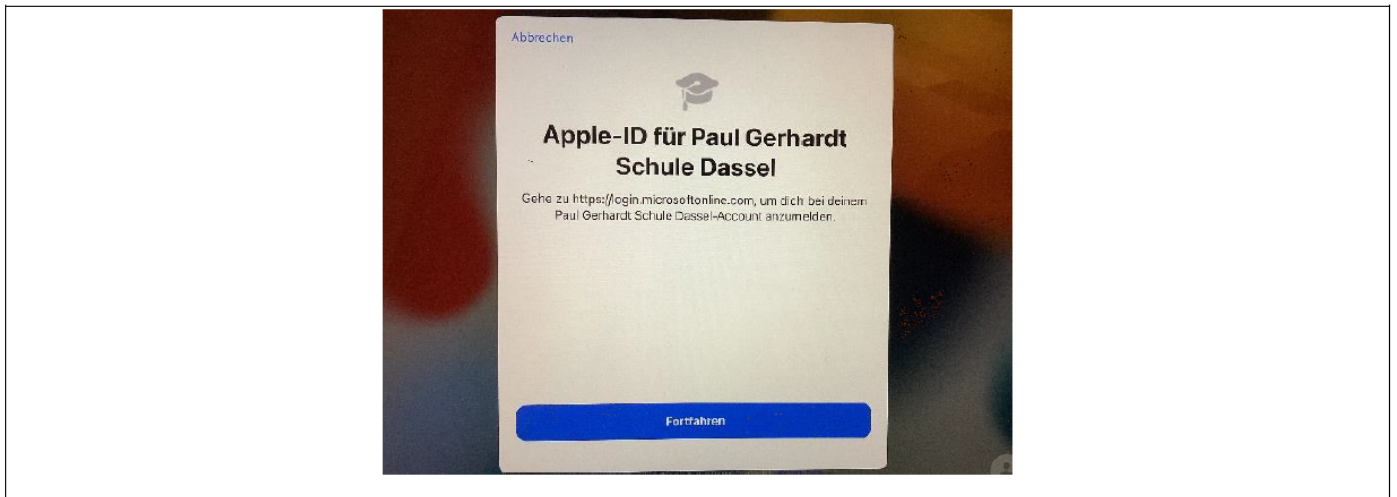 Abbrechen
Apple-ID für Paul Gerhardt
Schule Dassel
Gehe zu https://login.microsoftonline.com, um dich bei deinem
Paul Gerhardt Schule Dassel-Account anzumelden.
Fortfahren